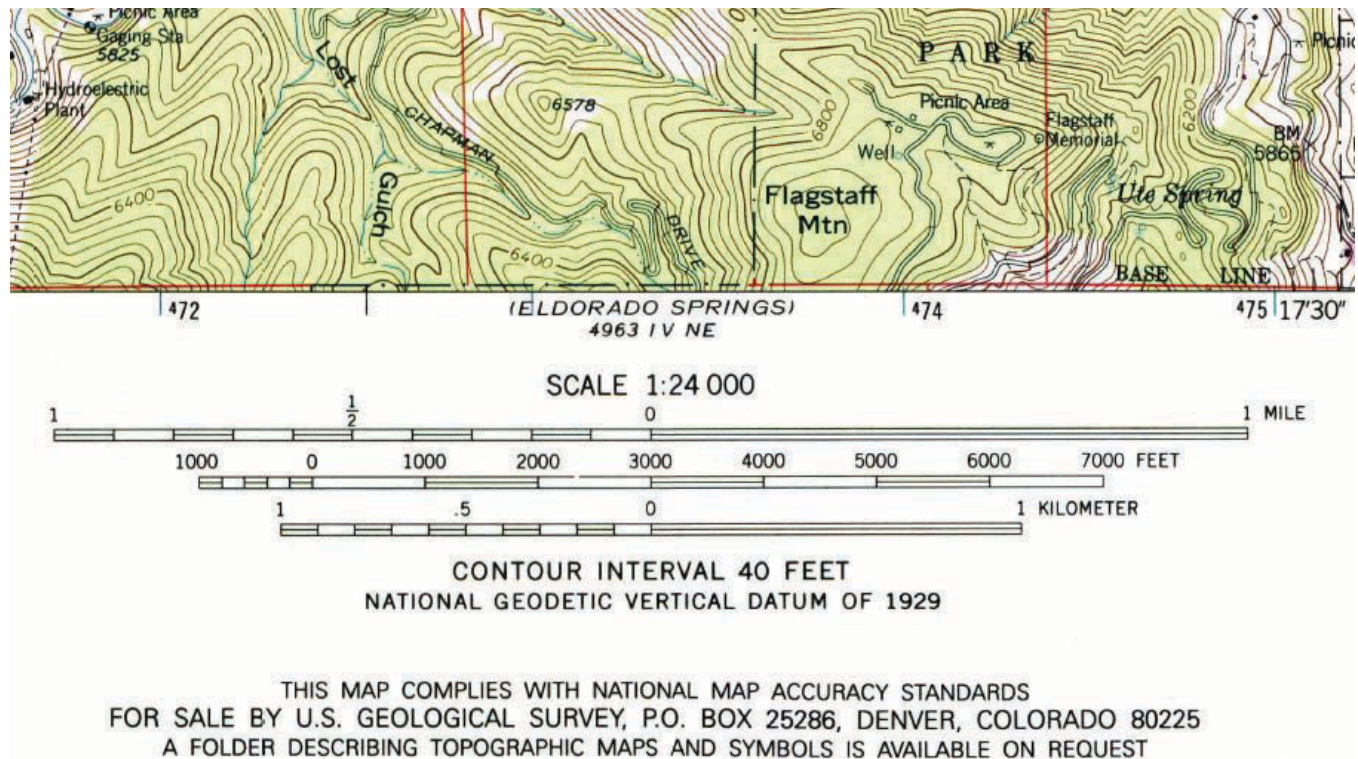 Picnic Area
Gaging Sta
5825
Hydroelectric
Plant
Lost
Gulch
CHAPMAN
DRIVE
6578
6400
6400
PARK
6800
Picnic Area
Flagstaff
Memorial
Well
Flagstaff
Mtn
6200
BM
5865
Ute Spring
BASE LINE
472
(ELDORADO SPRINGS)
4963 IV NE
474
475 17'30"
SCALE 1:24 000
1 1/2 0 1 MILE
1000 0 1000 2000 3000 4000 5000 6000 7000 FEET
1 .5 0 1 KILOMETER
CONTOUR INTERVAL 40 FEET
NATIONAL GEODETIC VERTICAL DATUM OF 1929
THIS MAP COMPLIES WITH NATIONAL MAP ACCURACY STANDARDS
FOR SALE BY U.S. GEOLOGICAL SURVEY, P.O. BOX 25286, DENVER, COLORADO 80225
A FOLDER DESCRIBING TOPOGRAPHIC MAPS AND SYMBOLS IS AVAILABLE ON REQUEST